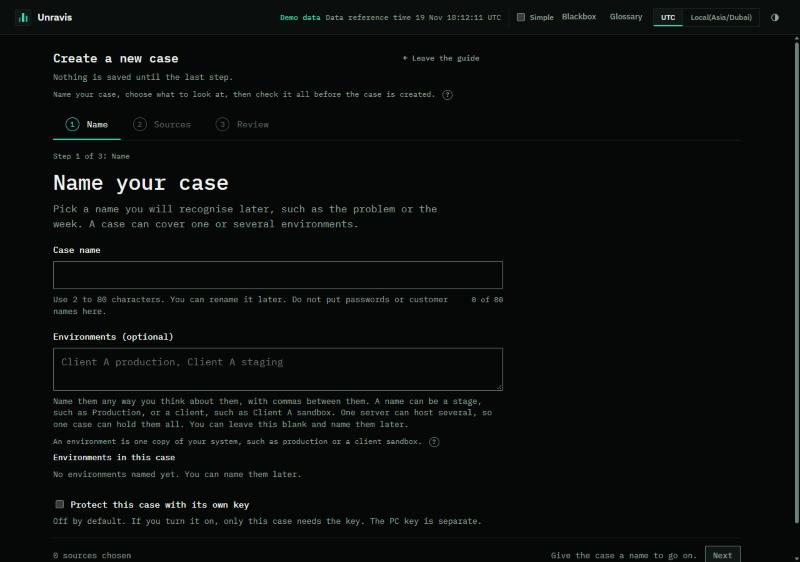 Unravis
Demo data Data reference time 19 Nov 18:12:11 UTC
Simple
Blackbox
Glossary
UTC
Local(Asia/Dubai)
Create a new case
← Leave the guide
Nothing is saved until the last step.
Name your case, choose what to look at, then check it all before the case is created. ?
1 Name
2 Sources
3 Review
Step 1 of 3: Name
Name your case
Pick a name you will recognise later, such as the problem or the
week. A case can cover one or several environments.
Case name
Use 2 to 80 characters. You can rename it later. Do not put passwords or customer
names here.
0 of 80
Environments (optional)
Client A production, Client A staging
Name them any way you think about them, with commas between them. A name can be a stage,
such as Production, or a client, such as Client A sandbox. One server can host several, so
one case can hold them all. You can leave this blank and name them later.
An environment is one copy of your system, such as production or a client sandbox. ?
Environments in this case
No environments named yet. You can name them later.
Protect this case with its own key
Off by default. If you turn it on, only this case needs the key. The PC key is separate.
0 sources chosen
Give the case a name to go on.
Next